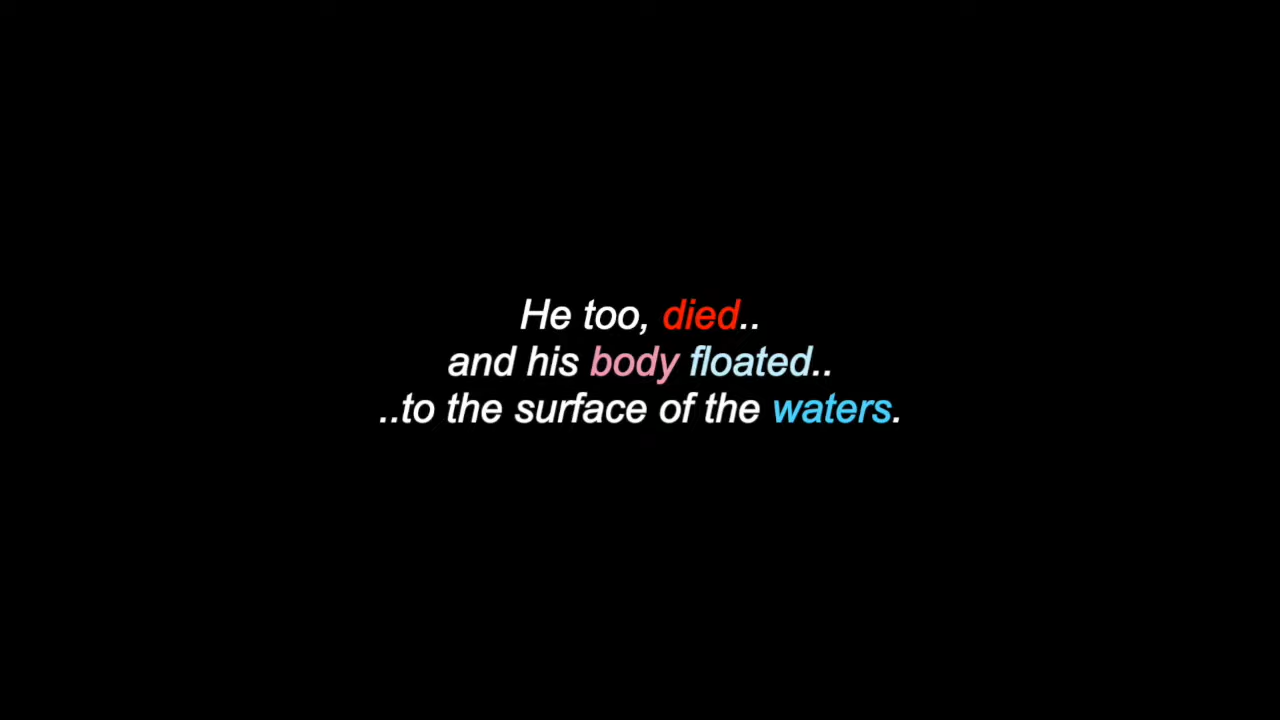 He too, died..
and his body floated..
..to the surface of the waters.